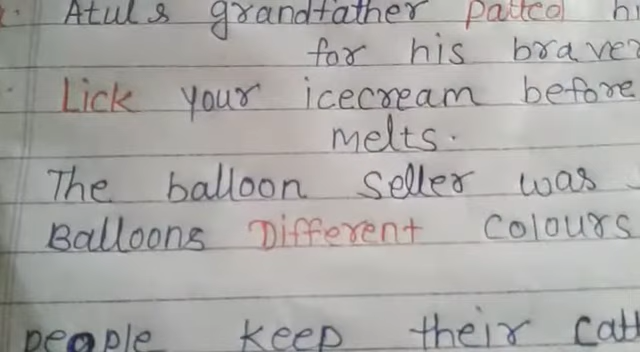 Atul s grandfather patted
for his
Lick your icecream before
melts.
The balloon seller was
Balloons Different Colours
people keep their